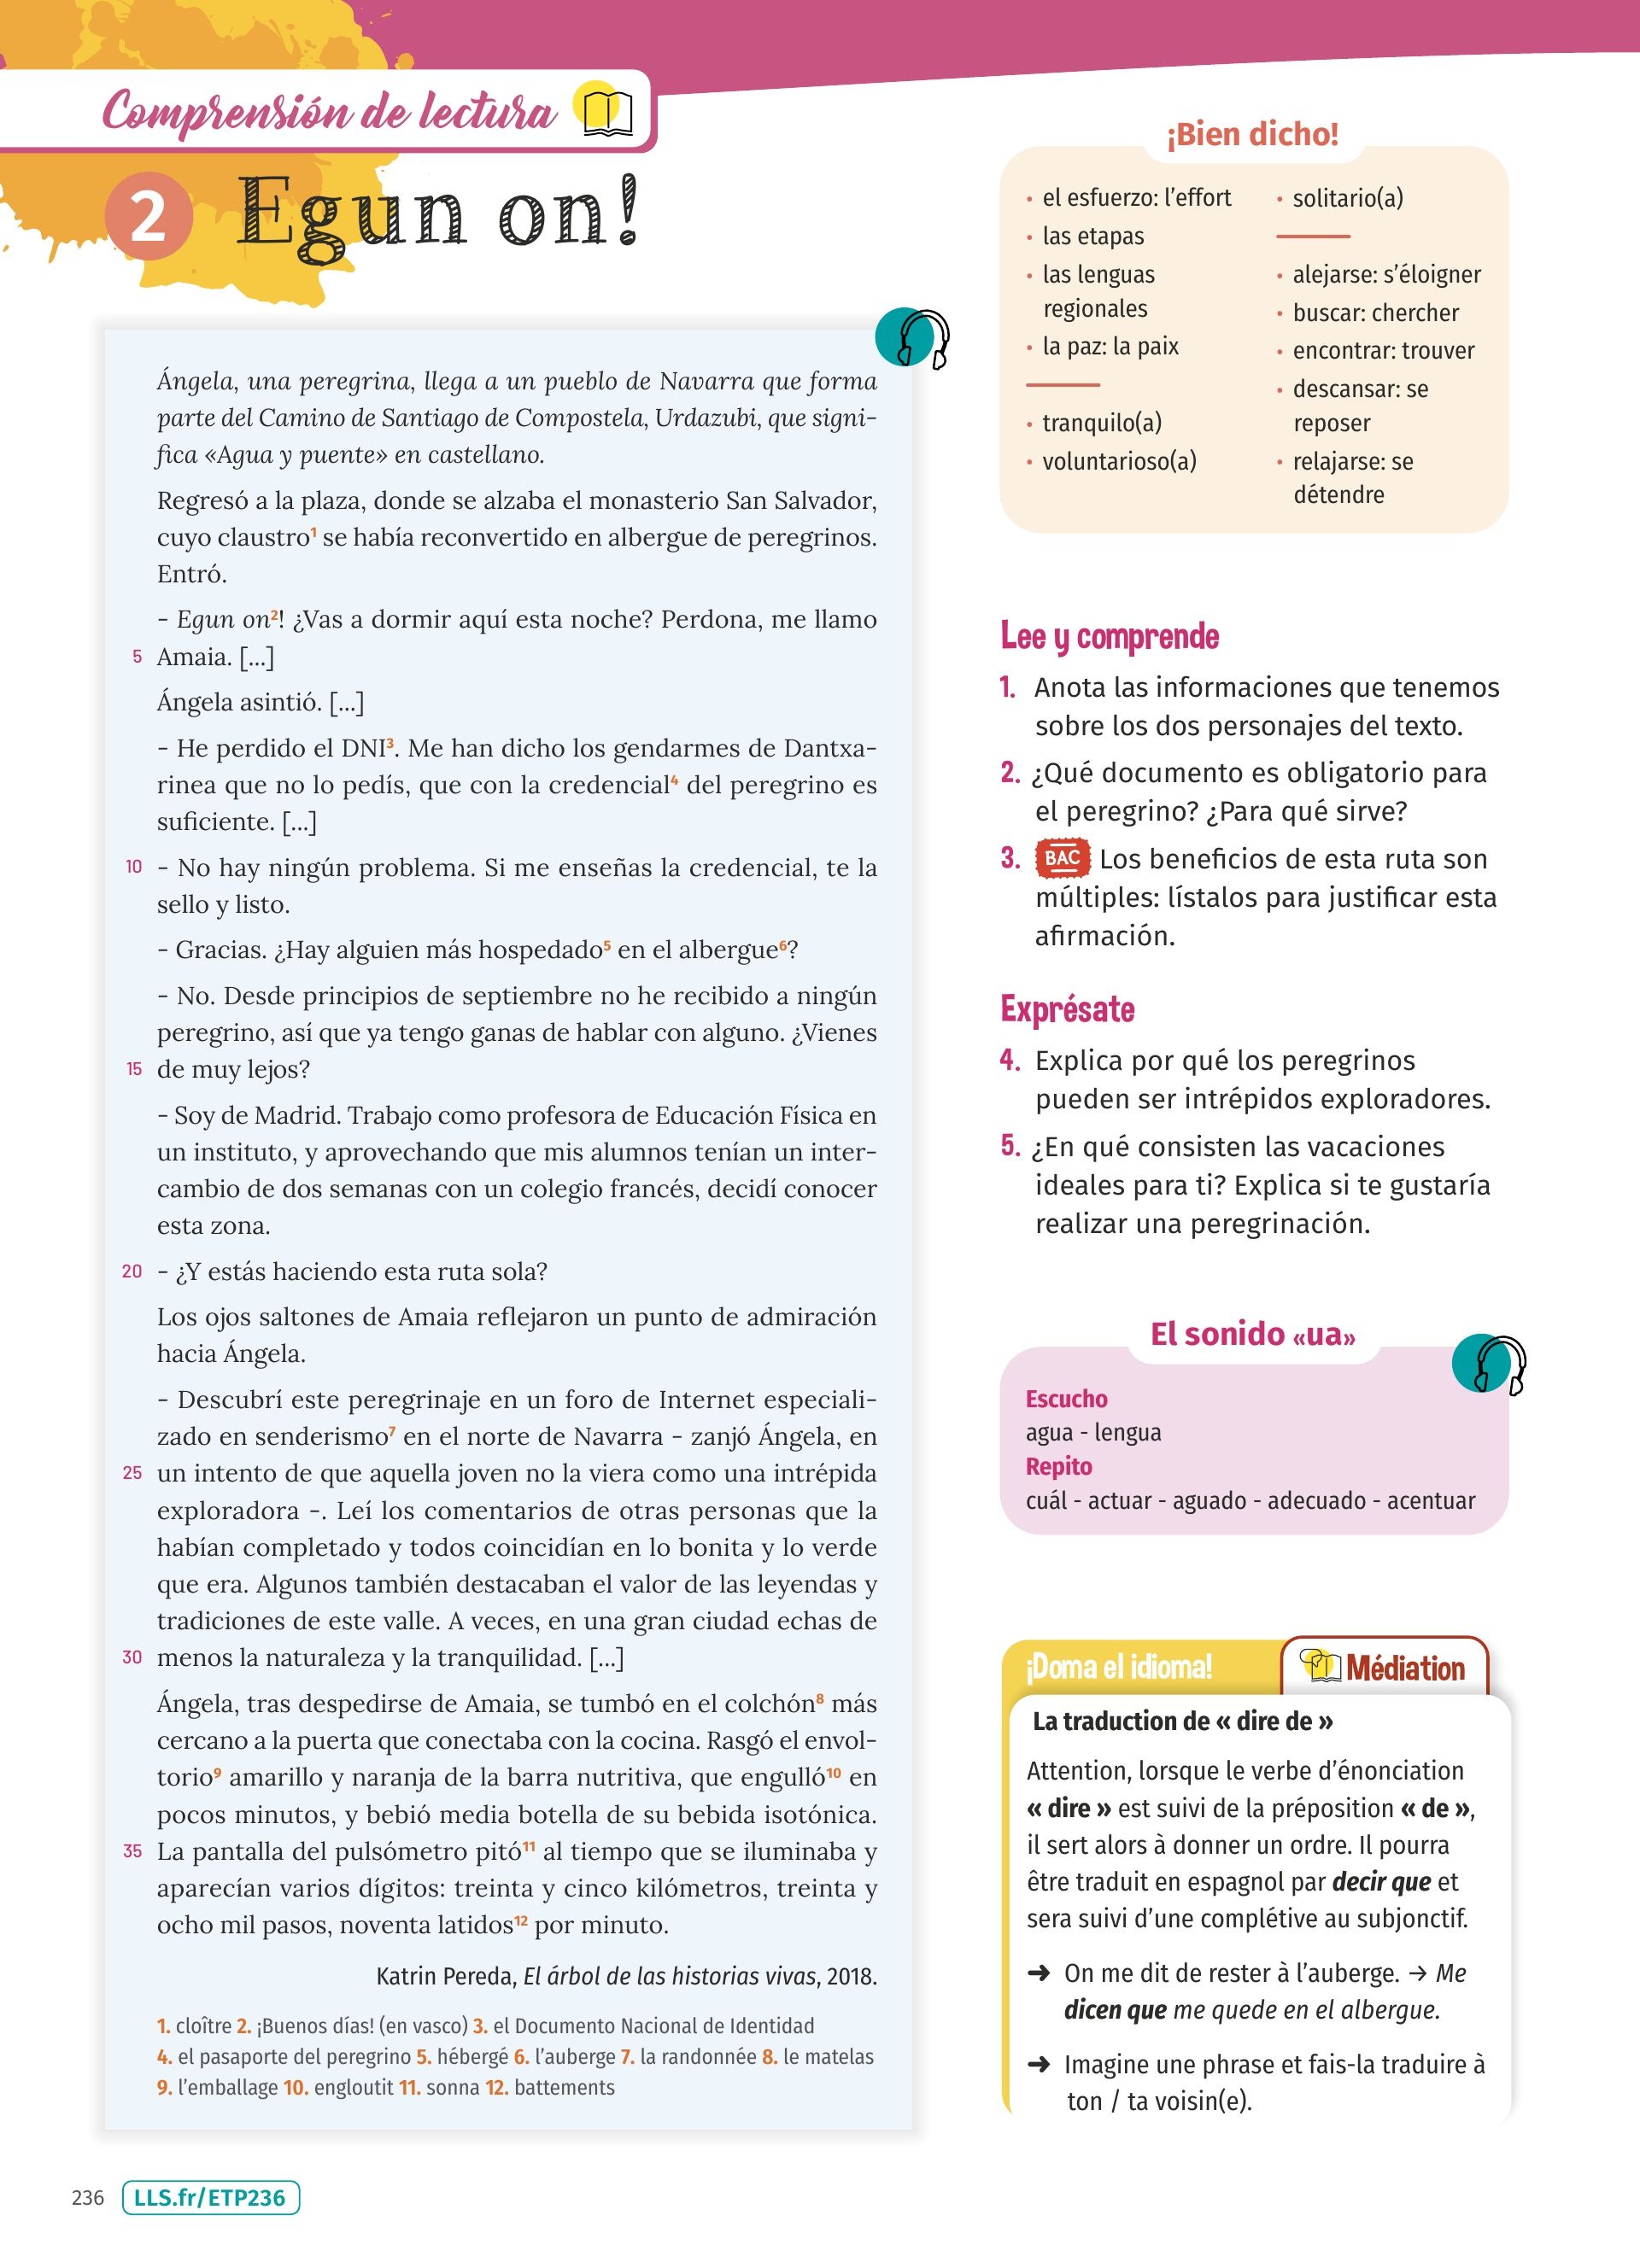 Comprensión de lectura
2 Egun on!
Ángela, una peregrina, llega a un pueblo de Navarra que forma
parte del Camino de Santiago de Compostela, Urdazubi, que signi-
fica «Agua y puente» en castellano.
Regresó a la plaza, donde se alzaba el monasterio San Salvador,
cuyo claustro1 se había reconvertido en albergue de peregrinos.
Entró.
- Egun on2! ¿Vas a dormir aquí esta noche? Perdona, me llamo
5 Amaia. [...]
Ángela asintió. [...]
- He perdido el DNI3. Me han dicho los gendarmes de Dantxa-
rinea que no lo pedís, que con la credencial4 del peregrino es
suficiente. [...]
10 - No hay ningún problema. Si me enseñas la credencial, te la
sello y listo.
- Gracias. ¿Hay alguien más hospedado5 en el albergue6?
- No. Desde principios de septiembre no he recibido a ningún
peregrino, así que ya tengo ganas de hablar con alguno. ¿Vienes
15 de muy lejos?
- Soy de Madrid. Trabajo como profesora de Educación Física en
un instituto, y aprovechando que mis alumnos tenían un inter-
cambio de dos semanas con un colegio francés, decidí conocer
esta zona.
20 - ¿Y estás haciendo esta ruta sola?
Los ojos saltones de Amaia reflejaron un punto de admiración
hacia Ángela.
- Descubrí este peregrinaje en un foro de Internet especiali-
zado en senderismo7 en el norte de Navarra - zanjó Ángela, en
25 un intento de que aquella joven no la viera como una intrépida
exploradora -. Leí los comentarios de otras personas que la
habían completado y todos coincidían en lo bonita y lo verde
que era. Algunos también destacaban el valor de las leyendas y
tradiciones de este valle. A veces, en una gran ciudad echas de
30 menos la naturaleza y la tranquilidad. [...]
Ángela, tras despedirse de Amaia, se tumbó en el colchón8 más
cercano a la puerta que conectaba con la cocina. Rasgó el envol-
torio9 amarillo y naranja de la barra nutritiva, que engulló10 en
pocos minutos, y bebió media botella de su bebida isotónica.
35 La pantalla del pulsómetro pitó11 al tiempo que se iluminaba y
aparecían varios dígitos: treinta y cinco kilómetros, treinta y
ocho mil pasos, noventa latidos12 por minuto.
Katrin Pereda, El árbol de las historias vivas, 2018.
1. cloître 2. ¡Buenos días! (en vasco) 3. el Documento Nacional de Identidad
4. el pasaporte del peregrino 5. hébergé 6. l'auberge 7. la randonnée 8. le matelas
9. l'emballage 10. engloutit 11. sonna 12. battements
¡Bien dicho!
• el esfuerzo: l'effort
• las etapas
• las lenguas
regionales
• la paz: la paix
• tranquilo(a)
• voluntarioso(a)
• solitario(a)
• alejarse: s'éloigner
• buscar: chercher
• encontrar: trouver
• descansar: se
reposer
• relajarse: se
détendre
Lee y comprende
1. Anota las informaciones que tenemos
sobre los dos personajes del texto.
2. ¿Qué documento es obligatorio para
el peregrino? ¿Para qué sirve?
3. BAC Los beneficios de esta ruta son
múltiples: lístalos para justificar esta
afirmación.
Exprésate
4. Explica por qué los peregrinos
pueden ser intrépidos exploradores.
5. ¿En qué consisten las vacaciones
ideales para ti? Explica si te gustaría
realizar una peregrinación.
El sonido «ua»
Escucho
agua - lengua
Repito
cuál - actuar - aguado - adecuado - acentuar
¡Doma el idioma! Médiation
La traduction de « dire de »
Attention, lorsque le verbe d'énonciation
« dire » est suivi de la préposition « de »,
il sert alors à donner un ordre. Il pourra
être traduit en espagnol par decir que et
sera suivi d'une complétive au subjonctif.
➜ On me dit de rester à l'auberge. → Me
dicen que me quede en el albergue.
➜ Imagine une phrase et fais-la traduire à
ton / ta voisin(e).
236 LLS.fr/ETP236